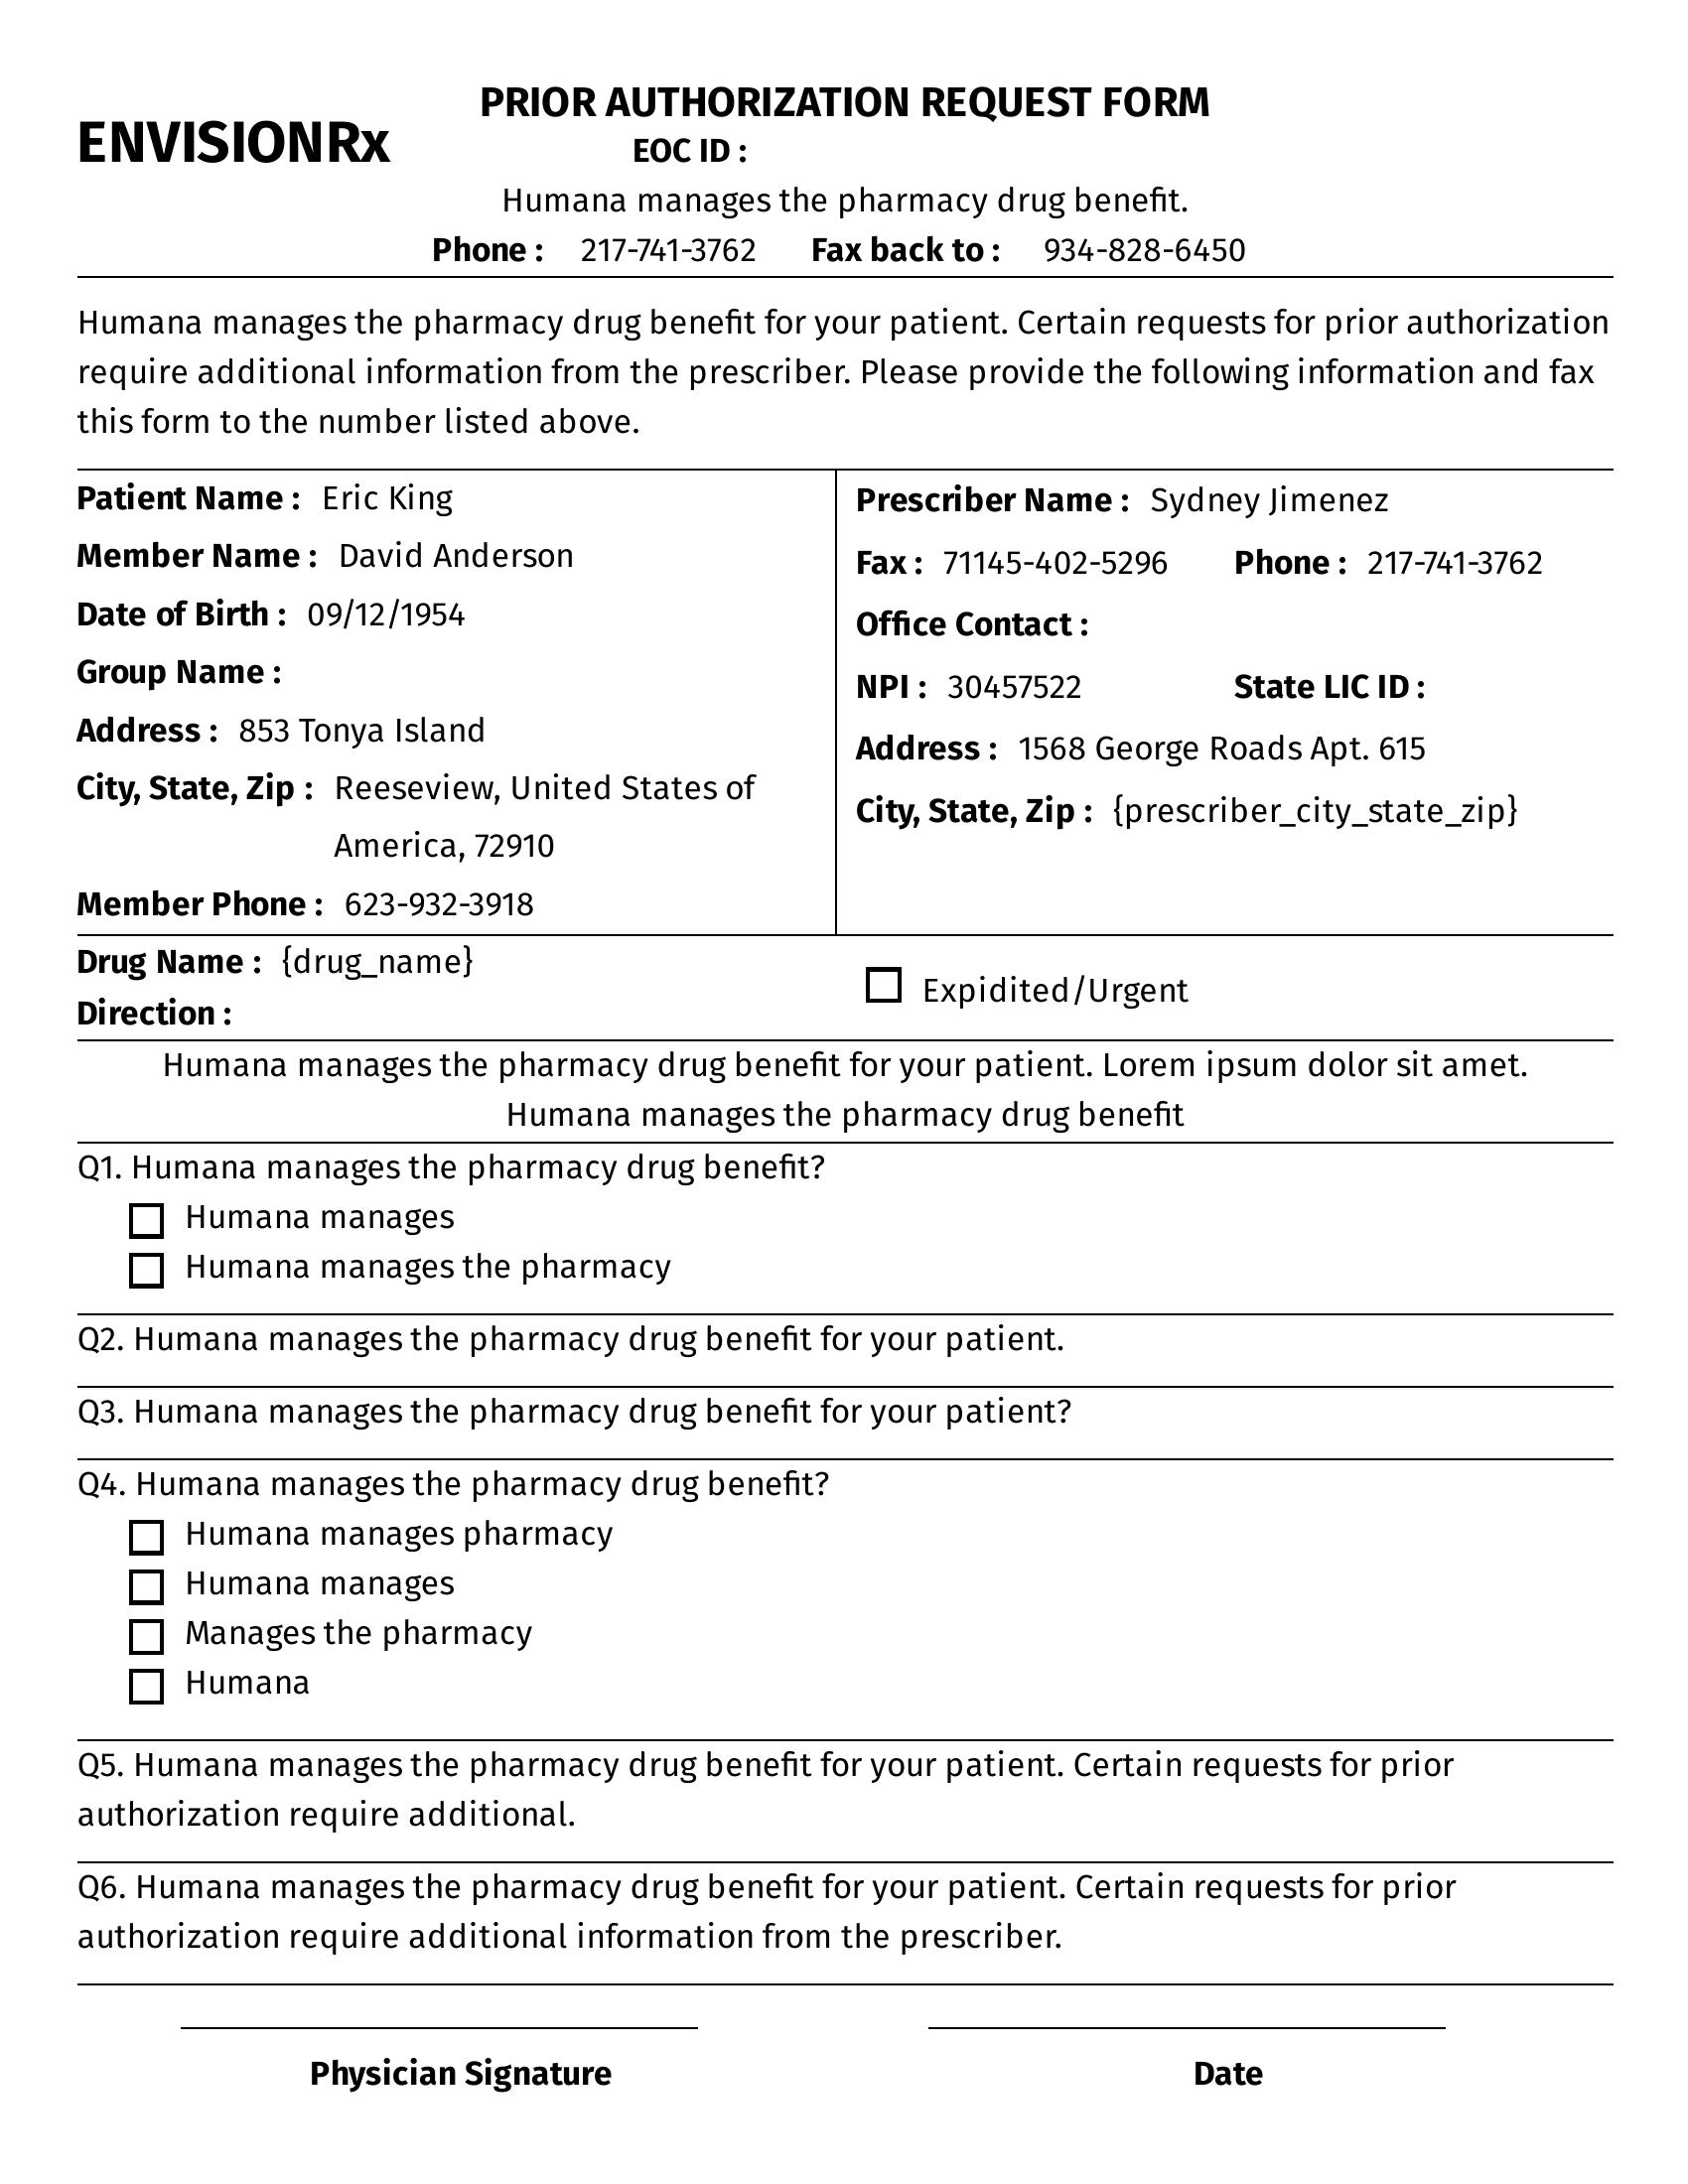 PRIOR AUTHORIZATION REQUEST FORM
ENVISIONRx
EOC ID :
Humana manages the pharmacy drug benefit.
Phone : 217-741-3762 Fax back to : 934-828-6450
Humana manages the pharmacy drug benefit for your patient. Certain requests for prior authorization
require additional information from the prescriber. Please provide the following information and fax
this form to the number listed above.
Patient Name : Eric King
Member Name : David Anderson
Date of Birth : 09/12/1954
Group Name :
Address : 853 Tonya Island
City, State, Zip : Reeseview, United States of
America, 72910
Member Phone : 623-932-3918
Prescriber Name : Sydney Jimenez
Fax : 71145-402-5296 Phone : 217-741-3762
Office Contact :
NPI : 30457522 State LIC ID :
Address : 1568 George Roads Apt. 615
City, State, Zip : {prescriber_city_state_zip}
Drug Name : {drug_name}
Direction :
Expidited/Urgent
Humana manages the pharmacy drug benefit for your patient. Lorem ipsum dolor sit amet.
Humana manages the pharmacy drug benefit
Q1. Humana manages the pharmacy drug benefit?
Humana manages
Humana manages the pharmacy
Q2. Humana manages the pharmacy drug benefit for your patient.
Q3. Humana manages the pharmacy drug benefit for your patient?
Q4. Humana manages the pharmacy drug benefit?
Humana manages pharmacy
Humana manages
Manages the pharmacy
Humana
Q5. Humana manages the pharmacy drug benefit for your patient. Certain requests for prior
authorization require additional.
Q6. Humana manages the pharmacy drug benefit for your patient. Certain requests for prior
authorization require additional information from the prescriber.
Physician Signature Date